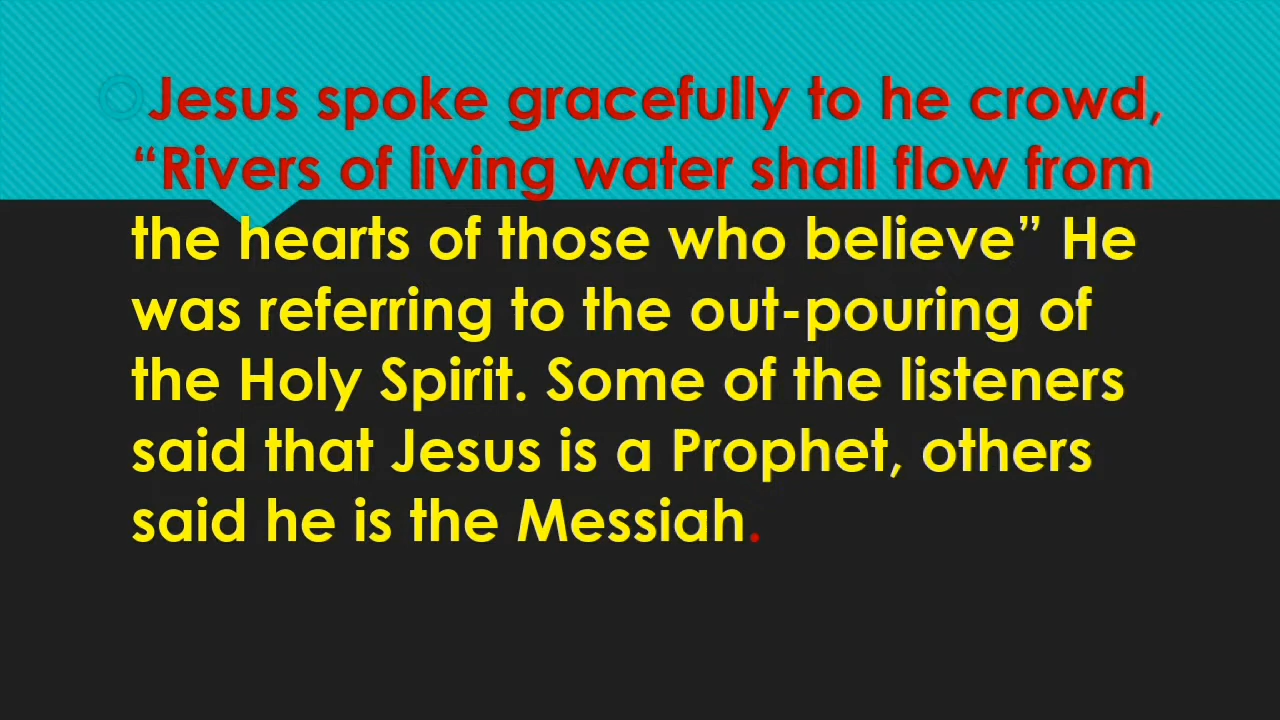 Jesus spoke gracefully to he crowd,
“Rivers of living water shall flow from
the hearts of those who believe” He
was referring to the out-pouring of
the Holy Spirit. Some of the listeners
said that Jesus is a Prophet, others
said he is the Messiah.